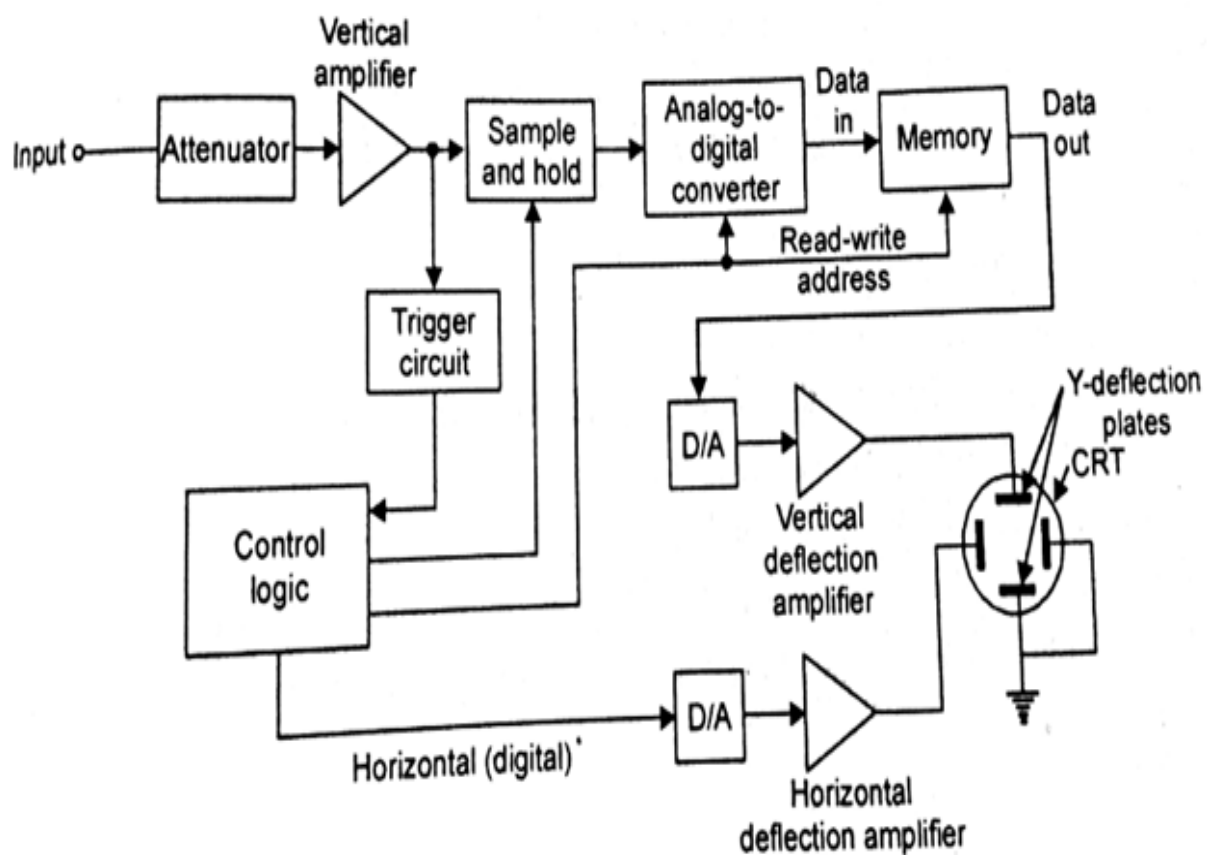 Vertical
amplifier
Input
Attenuator
Sample
and hold
Analog-to-
digital
converter
Data
in
Memory
Data
out
Read-write
address
Trigger
circuit
D/A
Y-deflection
plates
CRT
Vertical
deflection
amplifier
Control
logic
D/A
Horizontal (digital)
Horizontal
deflection amplifier